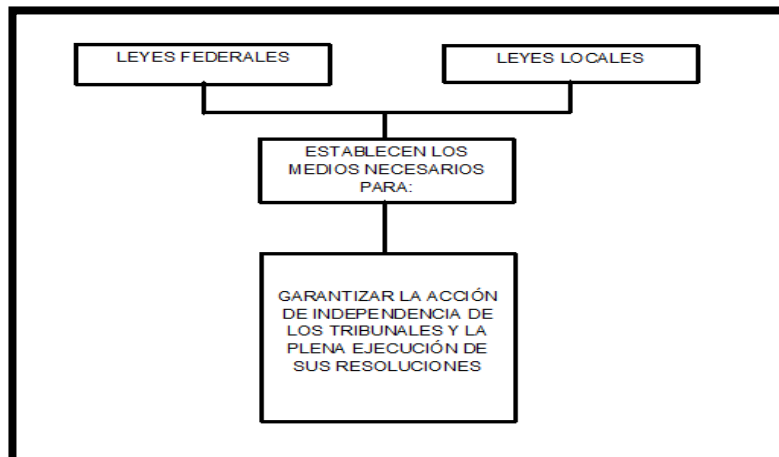 LEYES FEDERALES
LEYES LOCALES
ESTABLECEN LOS
MEDIOS NECESARIOS
PARA:
GARANTIZAR LA ACCIÓN
DE INDEPENDENCIA DE
LOS TRIBUNALES Y LA
PLENA EJECUCIÓN DE
SUS RESOLUCIONES